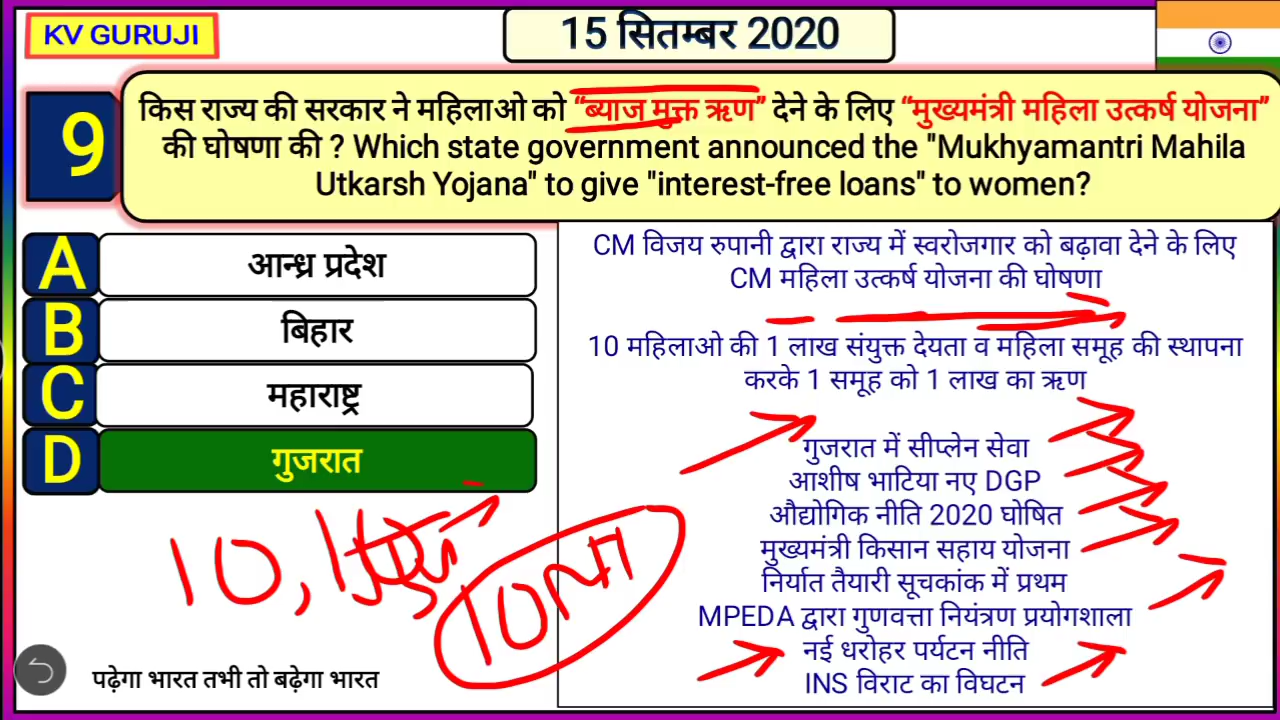 KV GURUJI
15 सितम्बर 2020
9
किस राज्य की सरकार ने महिलाओ को “ब्याज मुक्त ऋण” देने के लिए “मुख्यमंत्री महिला उत्कर्ष योजना”
की घोषणा की ? Which state government announced the "Mukhyamantri Mahila
Utkarsh Yojana" to give "interest-free loans" to women?
A आन्ध्र प्रदेश
B बिहार
C महाराष्ट्र
D गुजरात
CM विजय रुपानी द्वारा राज्य में स्वरोजगार को बढ़ावा देने के लिए
CM महिला उत्कर्ष योजना की घोषणा
10 महिलाओ की 1 लाख संयुक्त देयता व महिला समूह की स्थापना
करके 1 समूह को 1 लाख का ऋण
गुजरात में सीप्लेन सेवा
आशीष भाटिया नए DGP
औद्योगिक नीति 2020 घोषित
मुख्यमंत्री किसान सहाय योजना
निर्यात तैयारी सूचकांक में प्रथम
MPEDA द्वारा गुणवत्ता नियंत्रण प्रयोगशाला
नई धरोहर पर्यटन नीति
INS विराट का विघटन
10, 1
पढ़ेगा भारत तभी तो बढ़ेगा भारत